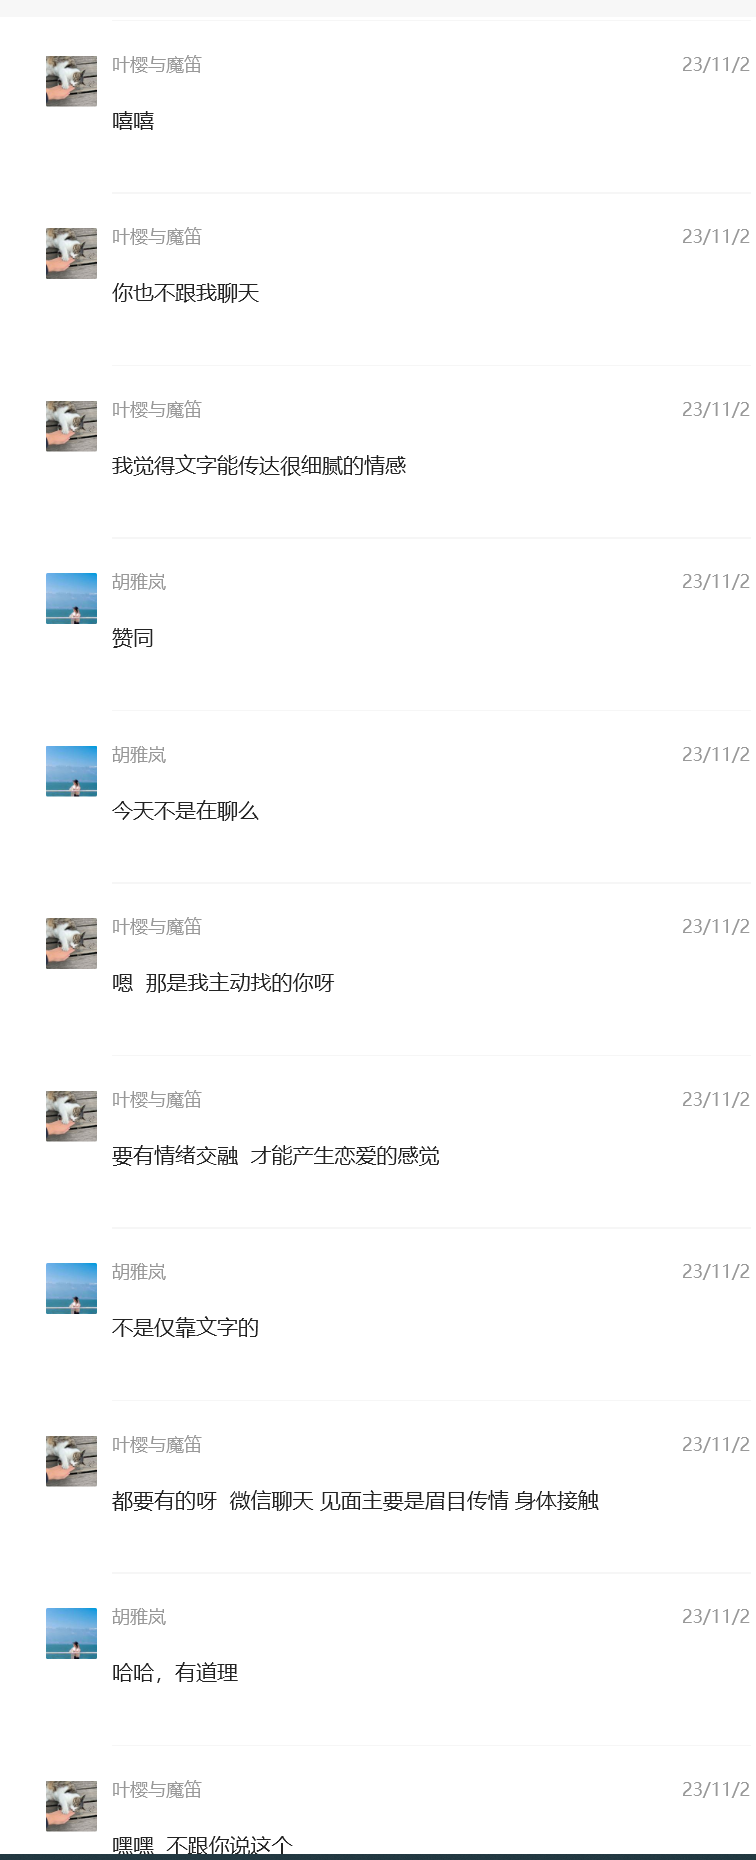 叶樱与魔笛
23/11/2
嘻嘻
叶樱与魔笛
23/11/2
你也不跟我聊天
叶樱与魔笛
23/11/2
我觉得文字能传达很细腻的情感
胡雅岚
23/11/2
赞同
胡雅岚
23/11/2
今天不是在聊么
叶樱与魔笛
23/11/2
嗯  那是我主动找的你呀
叶樱与魔笛
23/11/2
要有情绪交融  才能产生恋爱的感觉
胡雅岚
23/11/2
不是仅靠文字的
叶樱与魔笛
23/11/2
都要有的呀  微信聊天 见面主要是眉目传情 身体接触
胡雅岚
23/11/2
哈哈，有道理
叶樱与魔笛
23/11/2
嘿嘿  不跟你说这个